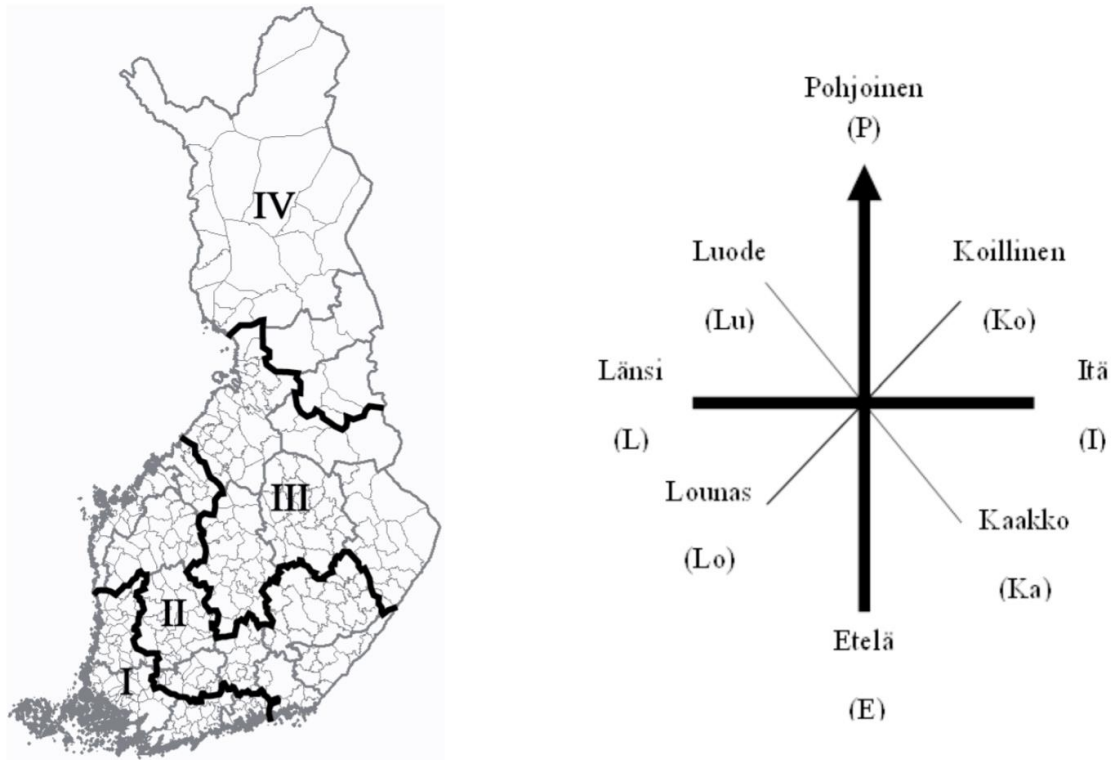 IV
III
II
I
Pohjoinen
(P)
Luode
(Lu)
Koillinen
(Ko)
Länsi
(L)
Itä
(I)
Lounas
(Lo)
Kaakko
(Ka)
Etelä
(E)